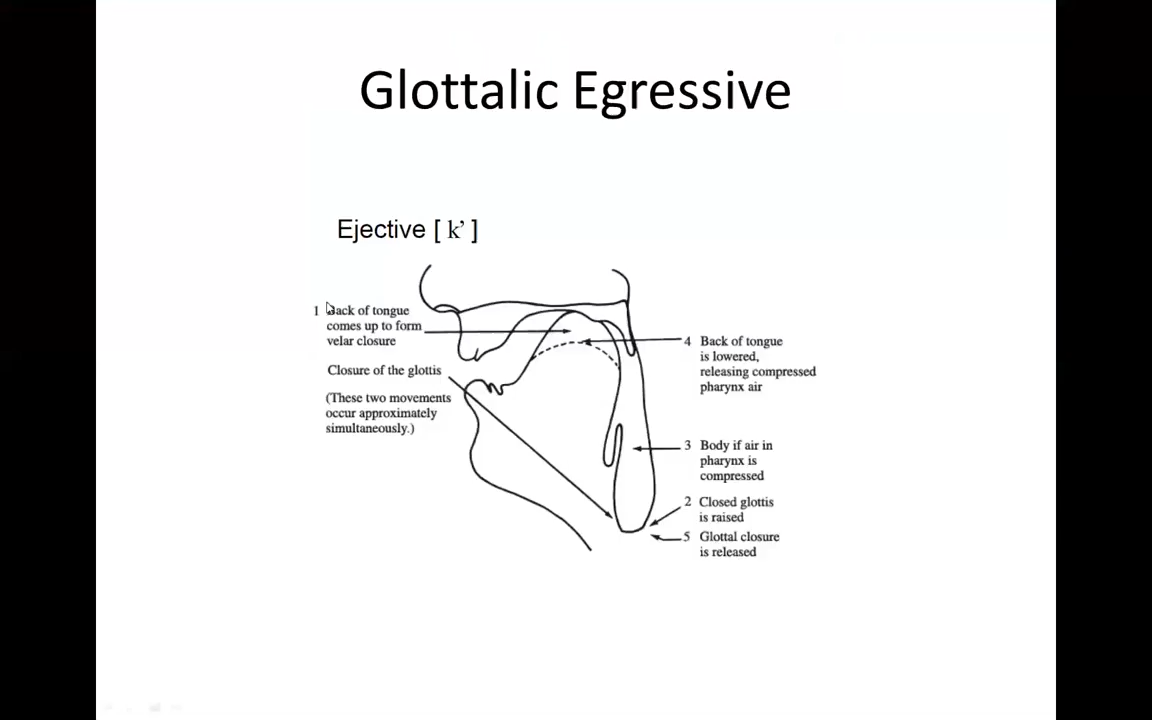 Glottalic Egressive
Ejective [ k’ ]
1 Back of tongue
comes up to form
velar closure
Closure of the glottis
(These two movements
occur approximately
simultaneously.)
4 Back of tongue
is lowered,
releasing compressed
pharynx air
3 Body if air in
pharynx is
compressed
2 Closed glottis
is raised
5 Glottal closure
is released